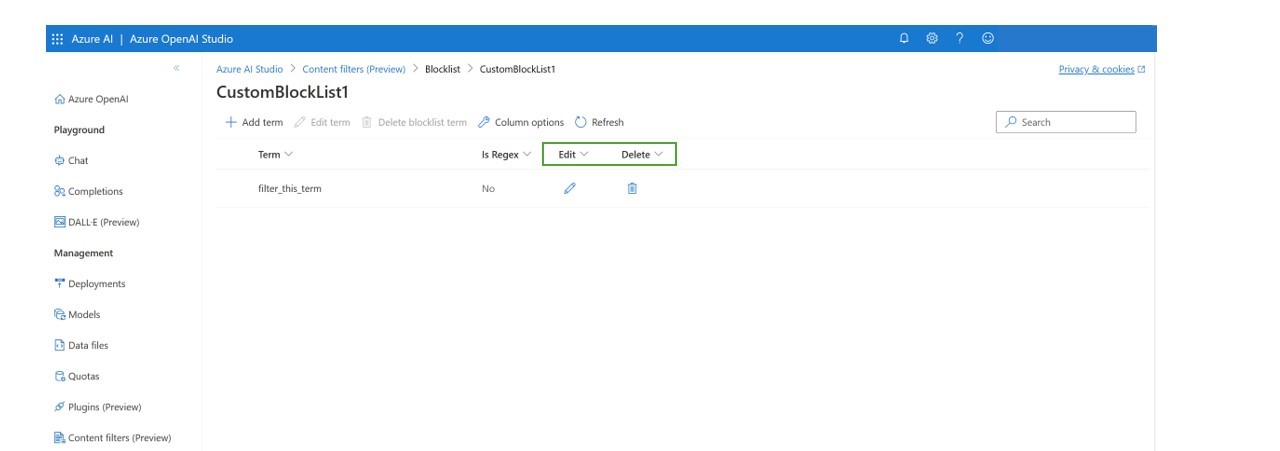 Azure AI | Azure OpenAI Studio
Azure AI Studio > Content filters (Preview) > Blocklist > CustomBlockList1
Privacy & cookies
CustomBlockList1
Add term Edit term Delete blocklist term Column options Refresh
Search
Term Is Regex Edit Delete
filter_this_term No
Azure OpenAI
Playground
Chat
Completions
DALL·E (Preview)
Management
Deployments
Models
Data files
Quotas
Plugins (Preview)
Content filters (Preview)